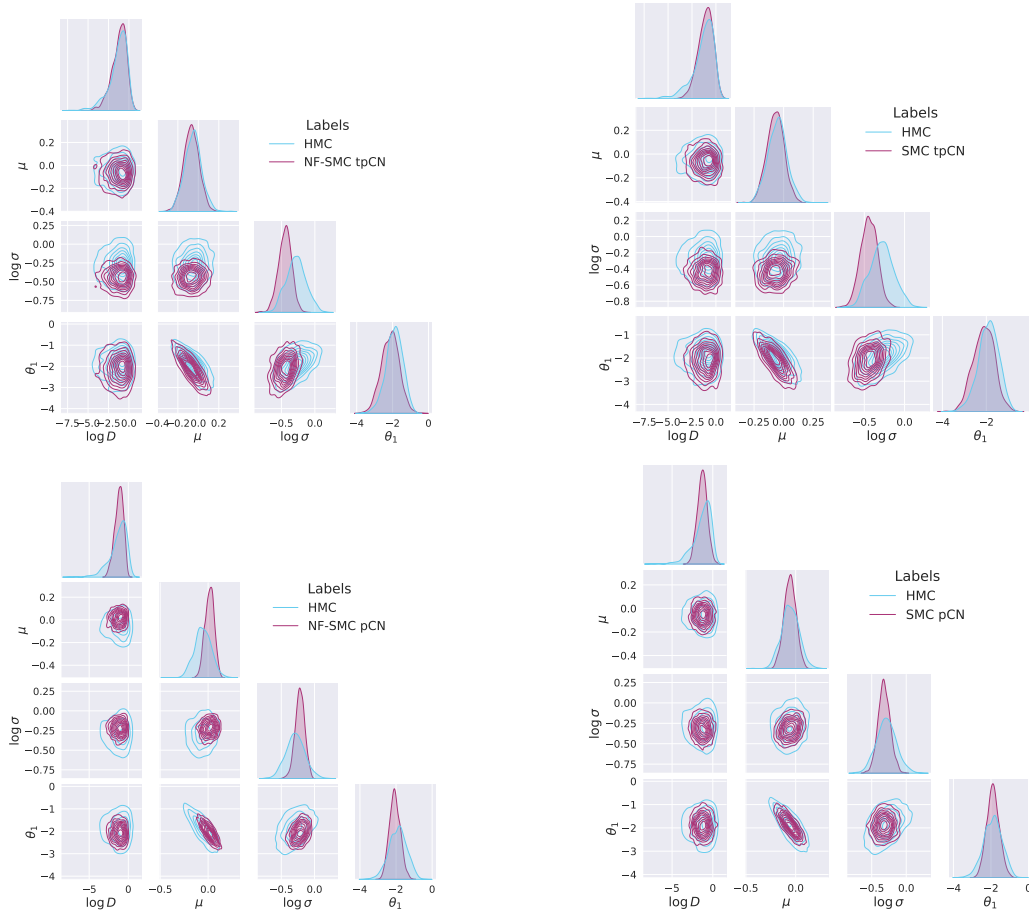 Labels
HMC
NF-SMC tpCN
μ
0.2
0.0
−0.2
−0.4
log σ
0.25
0.00
−0.25
−0.50
−0.75
θ₁
0
−1
−2
−3
−4
−7.5−5.0−2.5 0.0
−0.4−0.20.0 0.2
−0.5 0.0
−4 −2 0
log D
μ
log σ
θ₁
Labels
HMC
SMC tpCN
μ
0.2
0.0
−0.2
−0.4
log σ
0.2
0.0
−0.2
−0.4
−0.6
−0.8
θ₁
−1
−2
−3
−4
−7.5−5.0−2.5 0.0
−0.25 0.00 0.25
−0.5 0.0
−4 −2
log D
μ
log σ
θ₁
Labels
HMC
NF-SMC pCN
μ
0.2
0.0
−0.2
−0.4
log σ
0.25
0.00
−0.25
−0.50
−0.75
θ₁
0
−1
−2
−3
−4
−5 0
−0.5 0.0
−0.5 0.0
−4 −2 0
log D
μ
log σ
θ₁
Labels
HMC
SMC pCN
μ
0.2
0.0
−0.2
−0.4
log σ
0.25
0.00
−0.25
−0.50
−0.75
θ₁
0
−1
−2
−3
−4
−5 0
−0.5 0.0
−0.5 0.0
−4 −2 0
log D
μ
log σ
θ₁